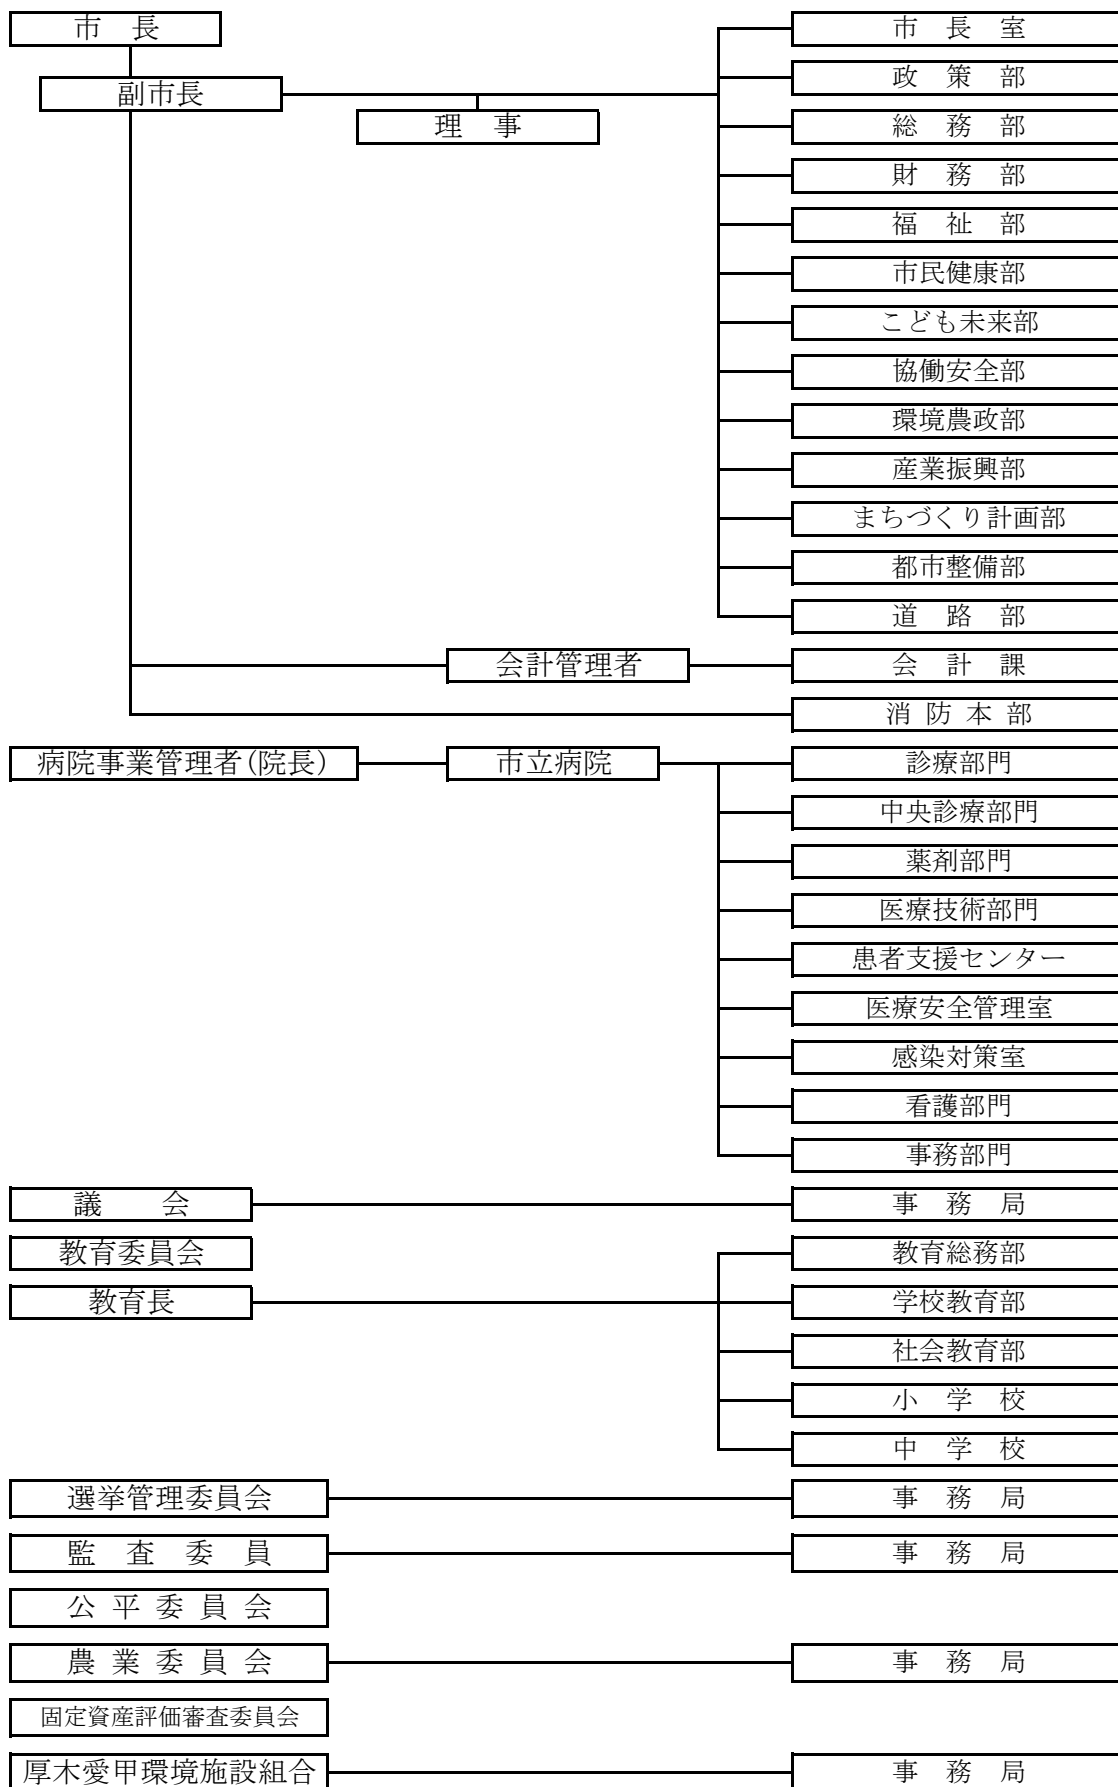 市　長
市　長　室
副市長
政　策　部
理　事
総　務　部
財　務　部
福　祉　部
市民健康部
こども未来部
協働安全部
環境農政部
産業振興部
まちづくり計画部
都市整備部
道　路　部
会計管理者
会　計　課
消 防 本 部
病院事業管理者(院長)
市立病院
診療部門
中央診療部門
薬剤部門
医療技術部門
患者支援センター
医療安全管理室
感染対策室
看護部門
事務部門
議　　会
事　務　局
教育委員会
教育総務部
教育長
学校教育部
社会教育部
小　学　校
中　学　校
選挙管理委員会
事　務　局
監　査　委　員
事　務　局
公 平 委 員 会
農 業 委 員 会
事　務　局
固定資産評価審査委員会
厚木愛甲環境施設組合
事　務　局